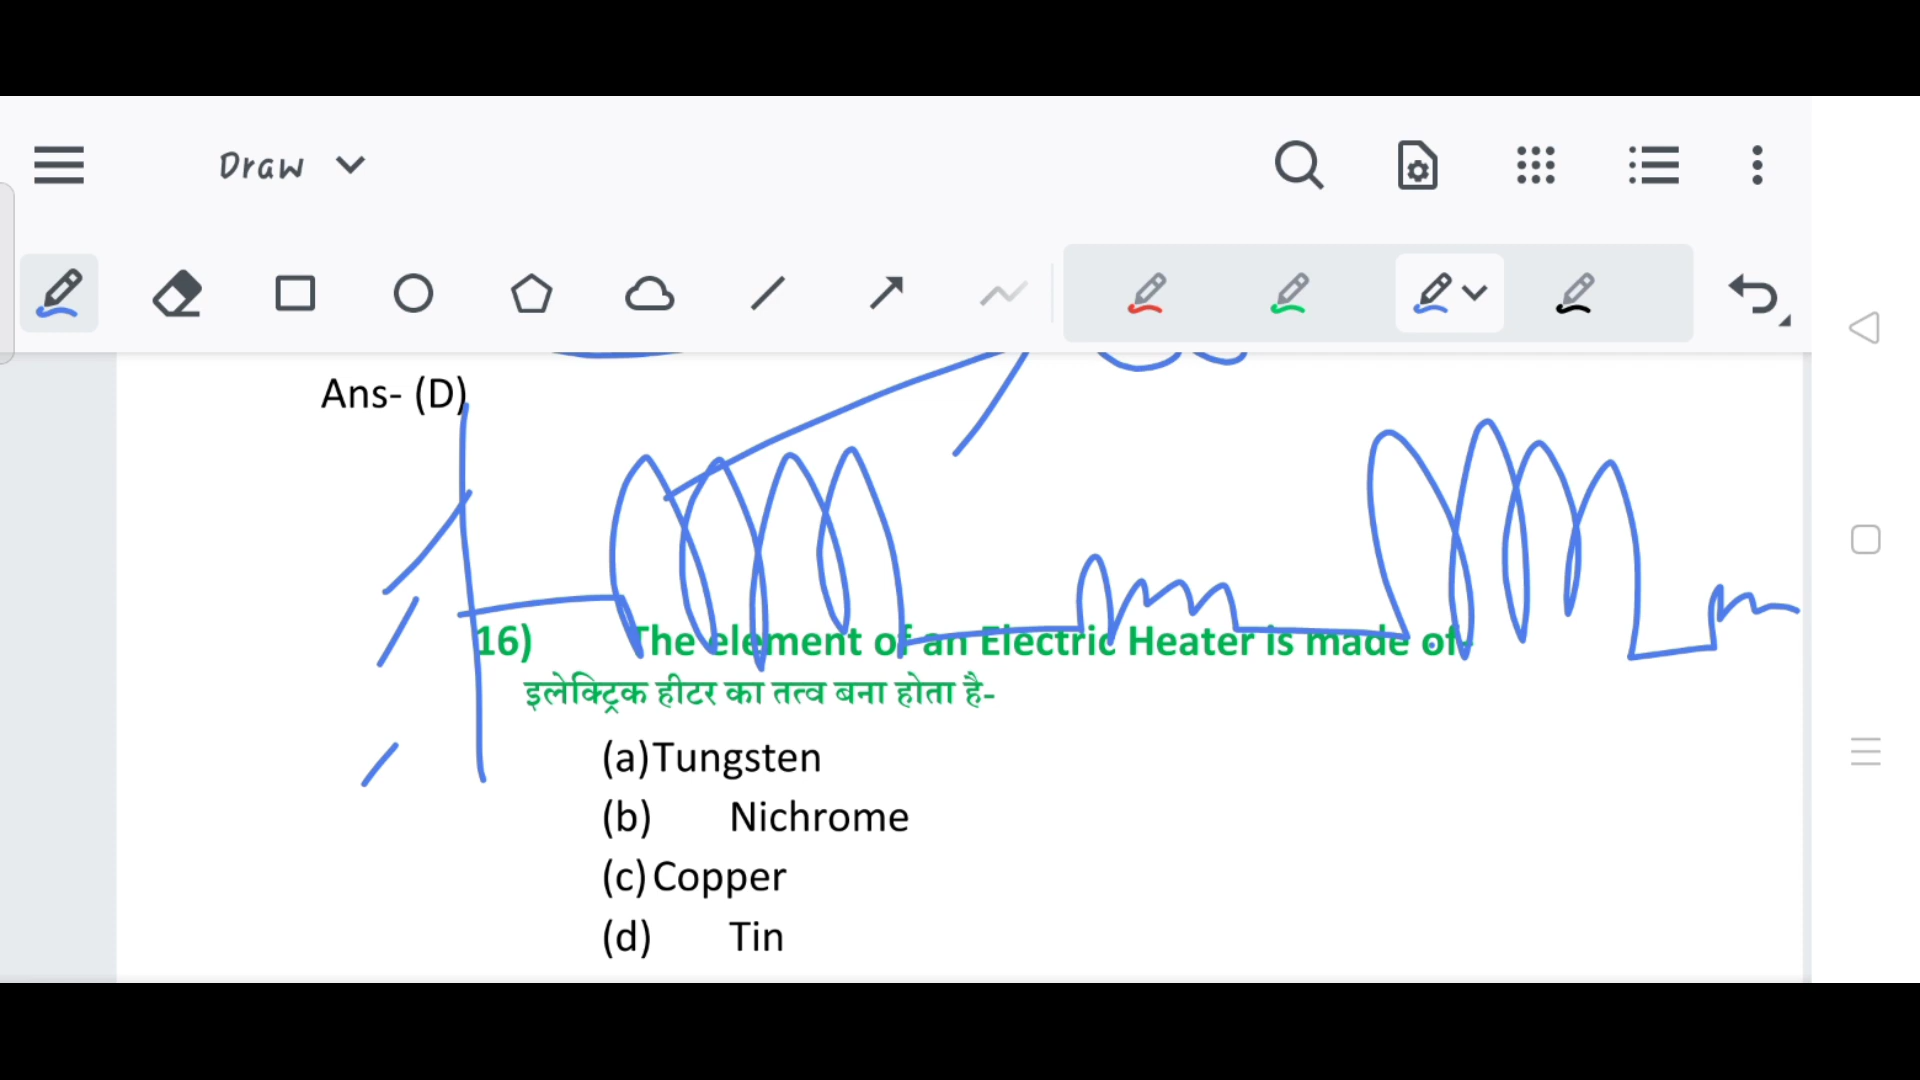 Draw
Ans- (D)
16) The element of an Electric Heater is made of-
इलेक्ट्रिक हीटर का तत्व बना होता है-
(a) Tungsten
(b) Nichrome
(c) Copper
(d) Tin